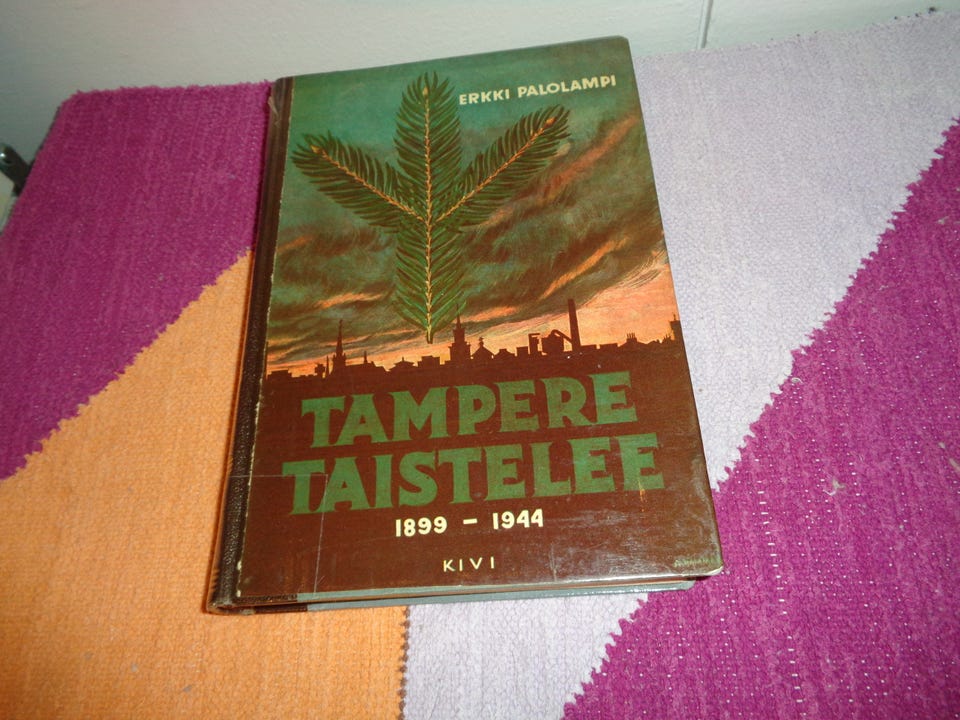 ERKKI PALOLAMPI
TAMPERE
TAISTELEE
1899 - 1944
KIVI